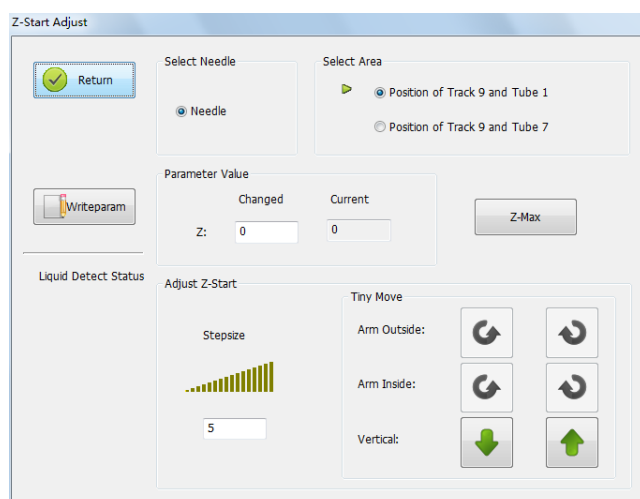 Z-Start Adjust
Return
Select Needle
Needle
Select Area
Position of Track 9 and Tube 1
Position of Track 9 and Tube 7
Writeparam
Parameter Value
Changed Current
Z: 0 0
Z-Max
Liquid Detect Status
Adjust Z-Start
Stepsize
5
Tiny Move
Arm Outside:
Arm Inside:
Vertical: